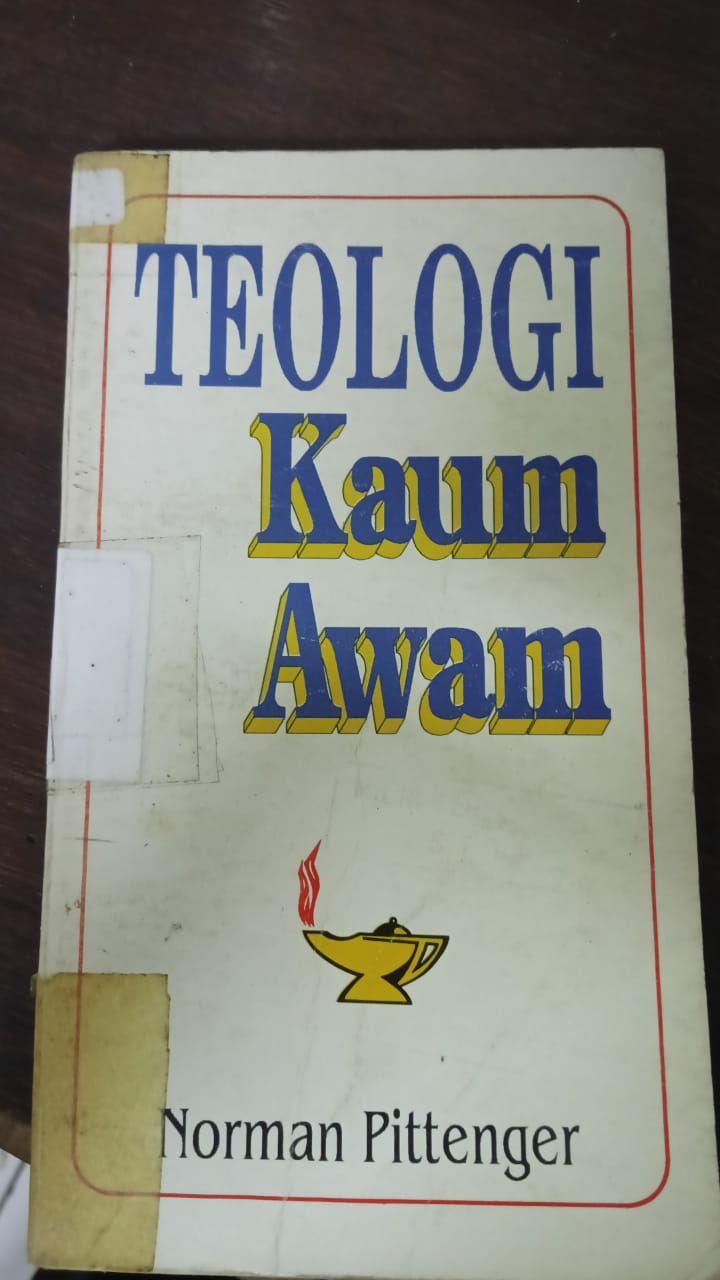 TEOLOGI
Kaum
Awam
Norman Pittenger